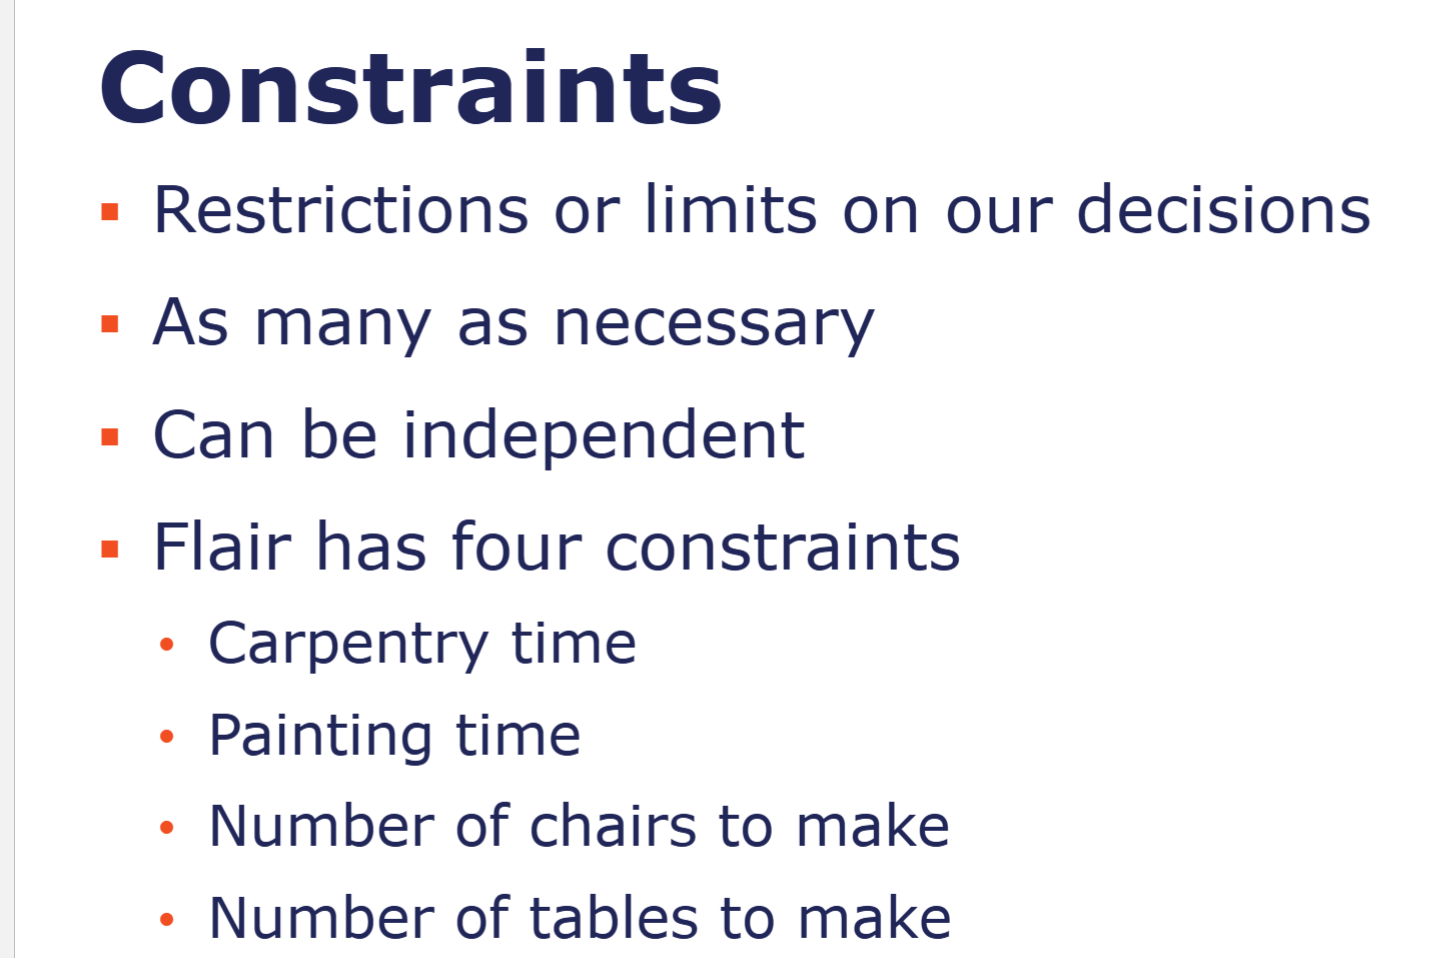 Constraints
▪ Restrictions or limits on our decisions
▪ As many as necessary
▪ Can be independent
▪ Flair has four constraints
• Carpentry time
• Painting time
• Number of chairs to make
• Number of tables to make